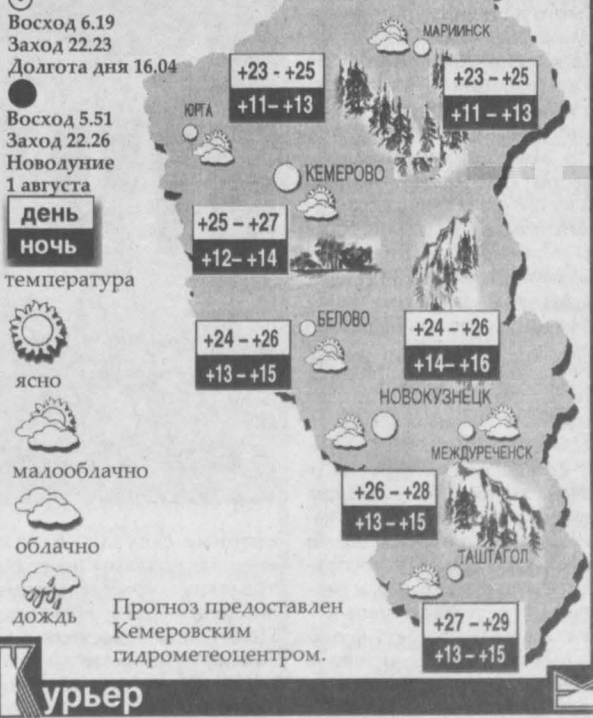 Восход 6.19
Заход 22.23
Долгота дня 16.04
Восход 5.51
Заход 22.26
Новолуние
1 августа
день
ночь
температура
ясно
малооблачно
облачно
дождь
МАРИИНСК
+23 - +25
+11– +13
+23 – +25
+11 – +13
ЮРГА
КЕМЕРОВО
+25 – +27
+12– +14
БЕЛОВО
+24 – +26
+13 – +15
+24 – +26
+14– +16
НОВОКУЗНЕЦК
МЕЖДУРЕЧЕНСК
+26 – +28
+13 – +15
ТАШТАГОЛ
+27 – +29
+13 – +15
Прогноз предоставлен
Кемеровским
гидрометеоцентром.
Курьер